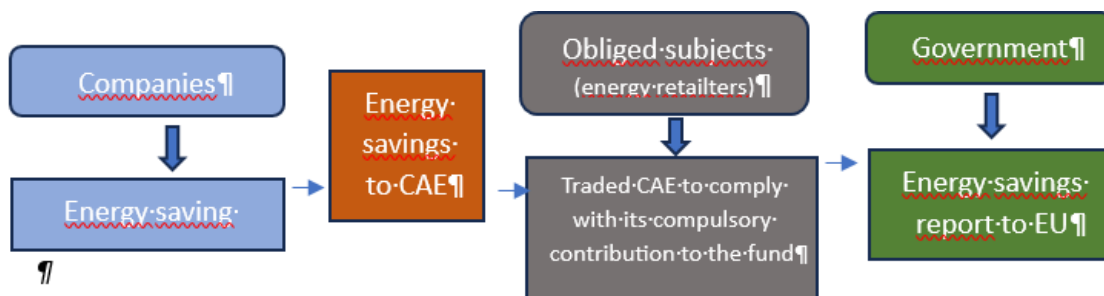 Companies¶
Energy·saving·
¶
Energy·
savings·
to·CAE¶
Obliged·subjects·
(energy·retailters)¶
Traded·CAE·to·comply·
with·its·compulsory·
contribution·to·the·fund¶
Government¶
Energy·savings·
report·to·EU¶